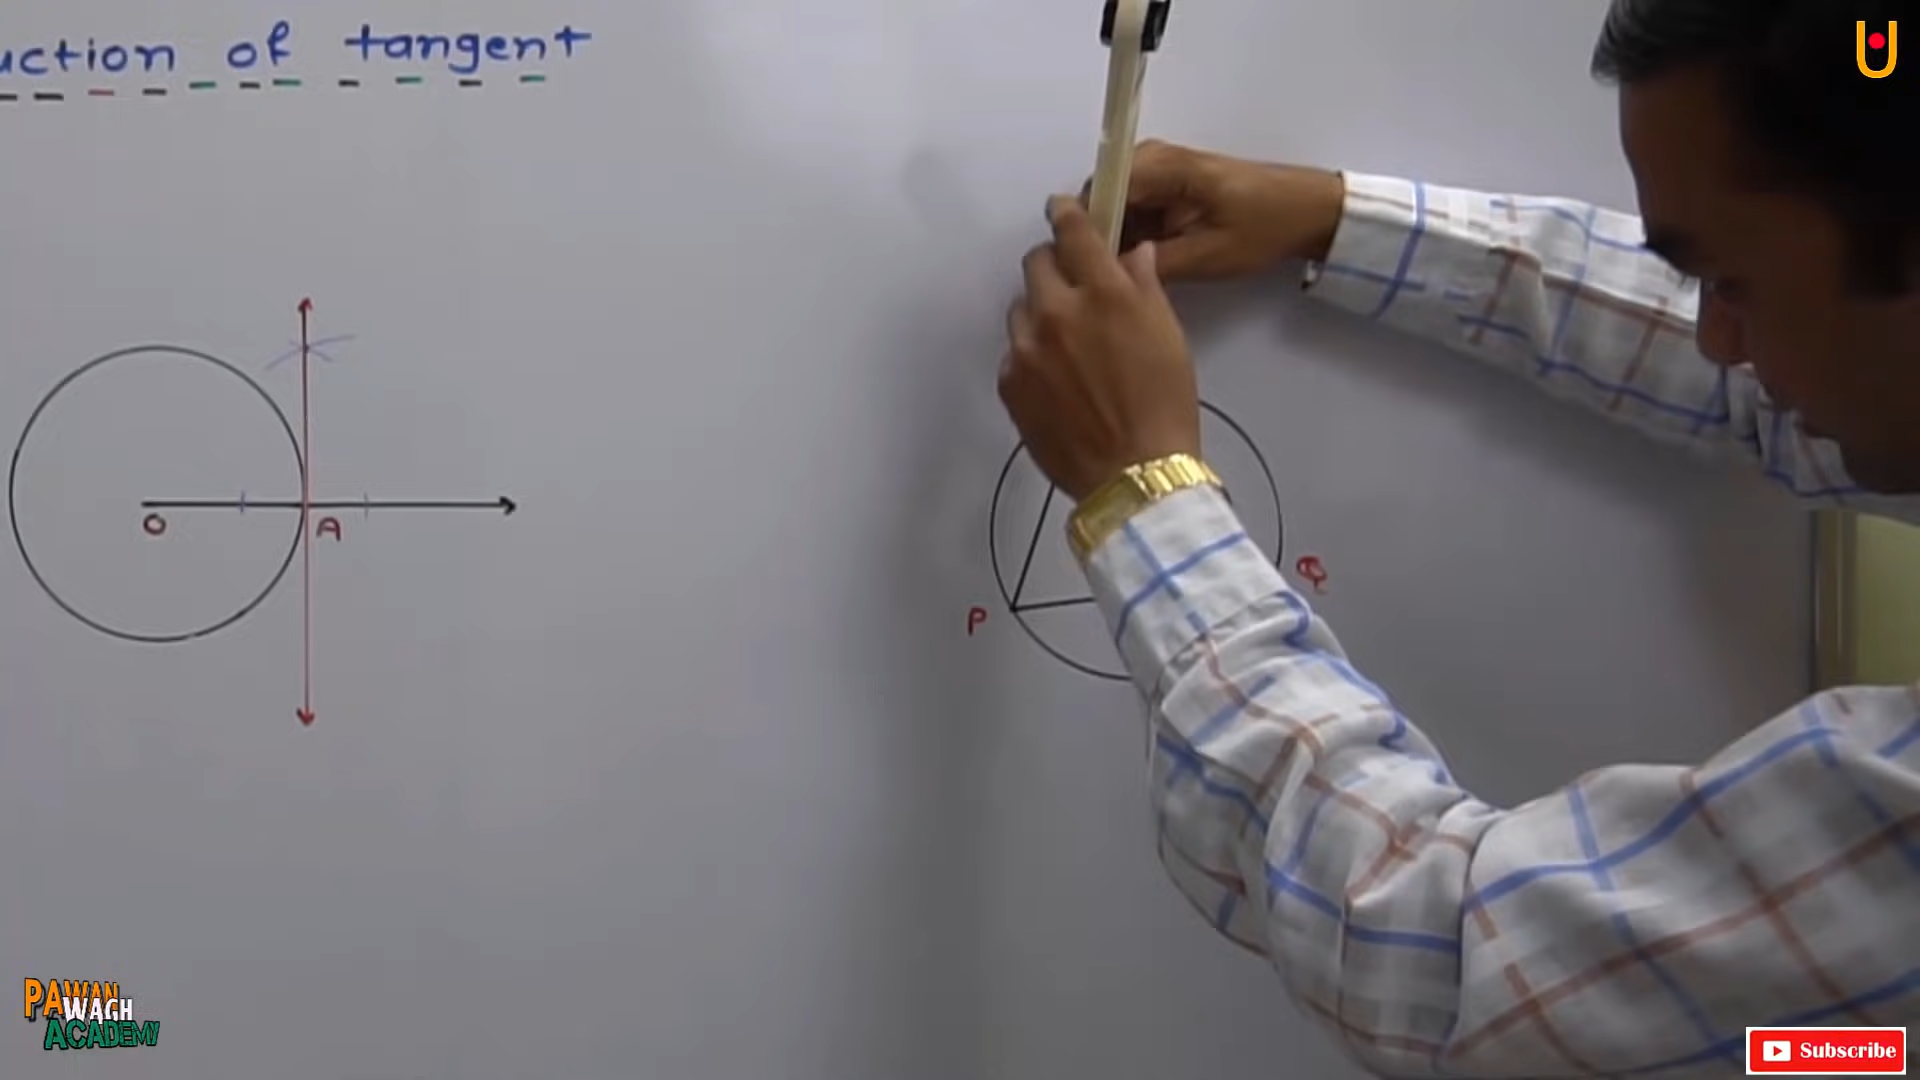 uction of tangent
O
A
P
Q
PAWAN
WAGH
ACADEMY
Subscribe